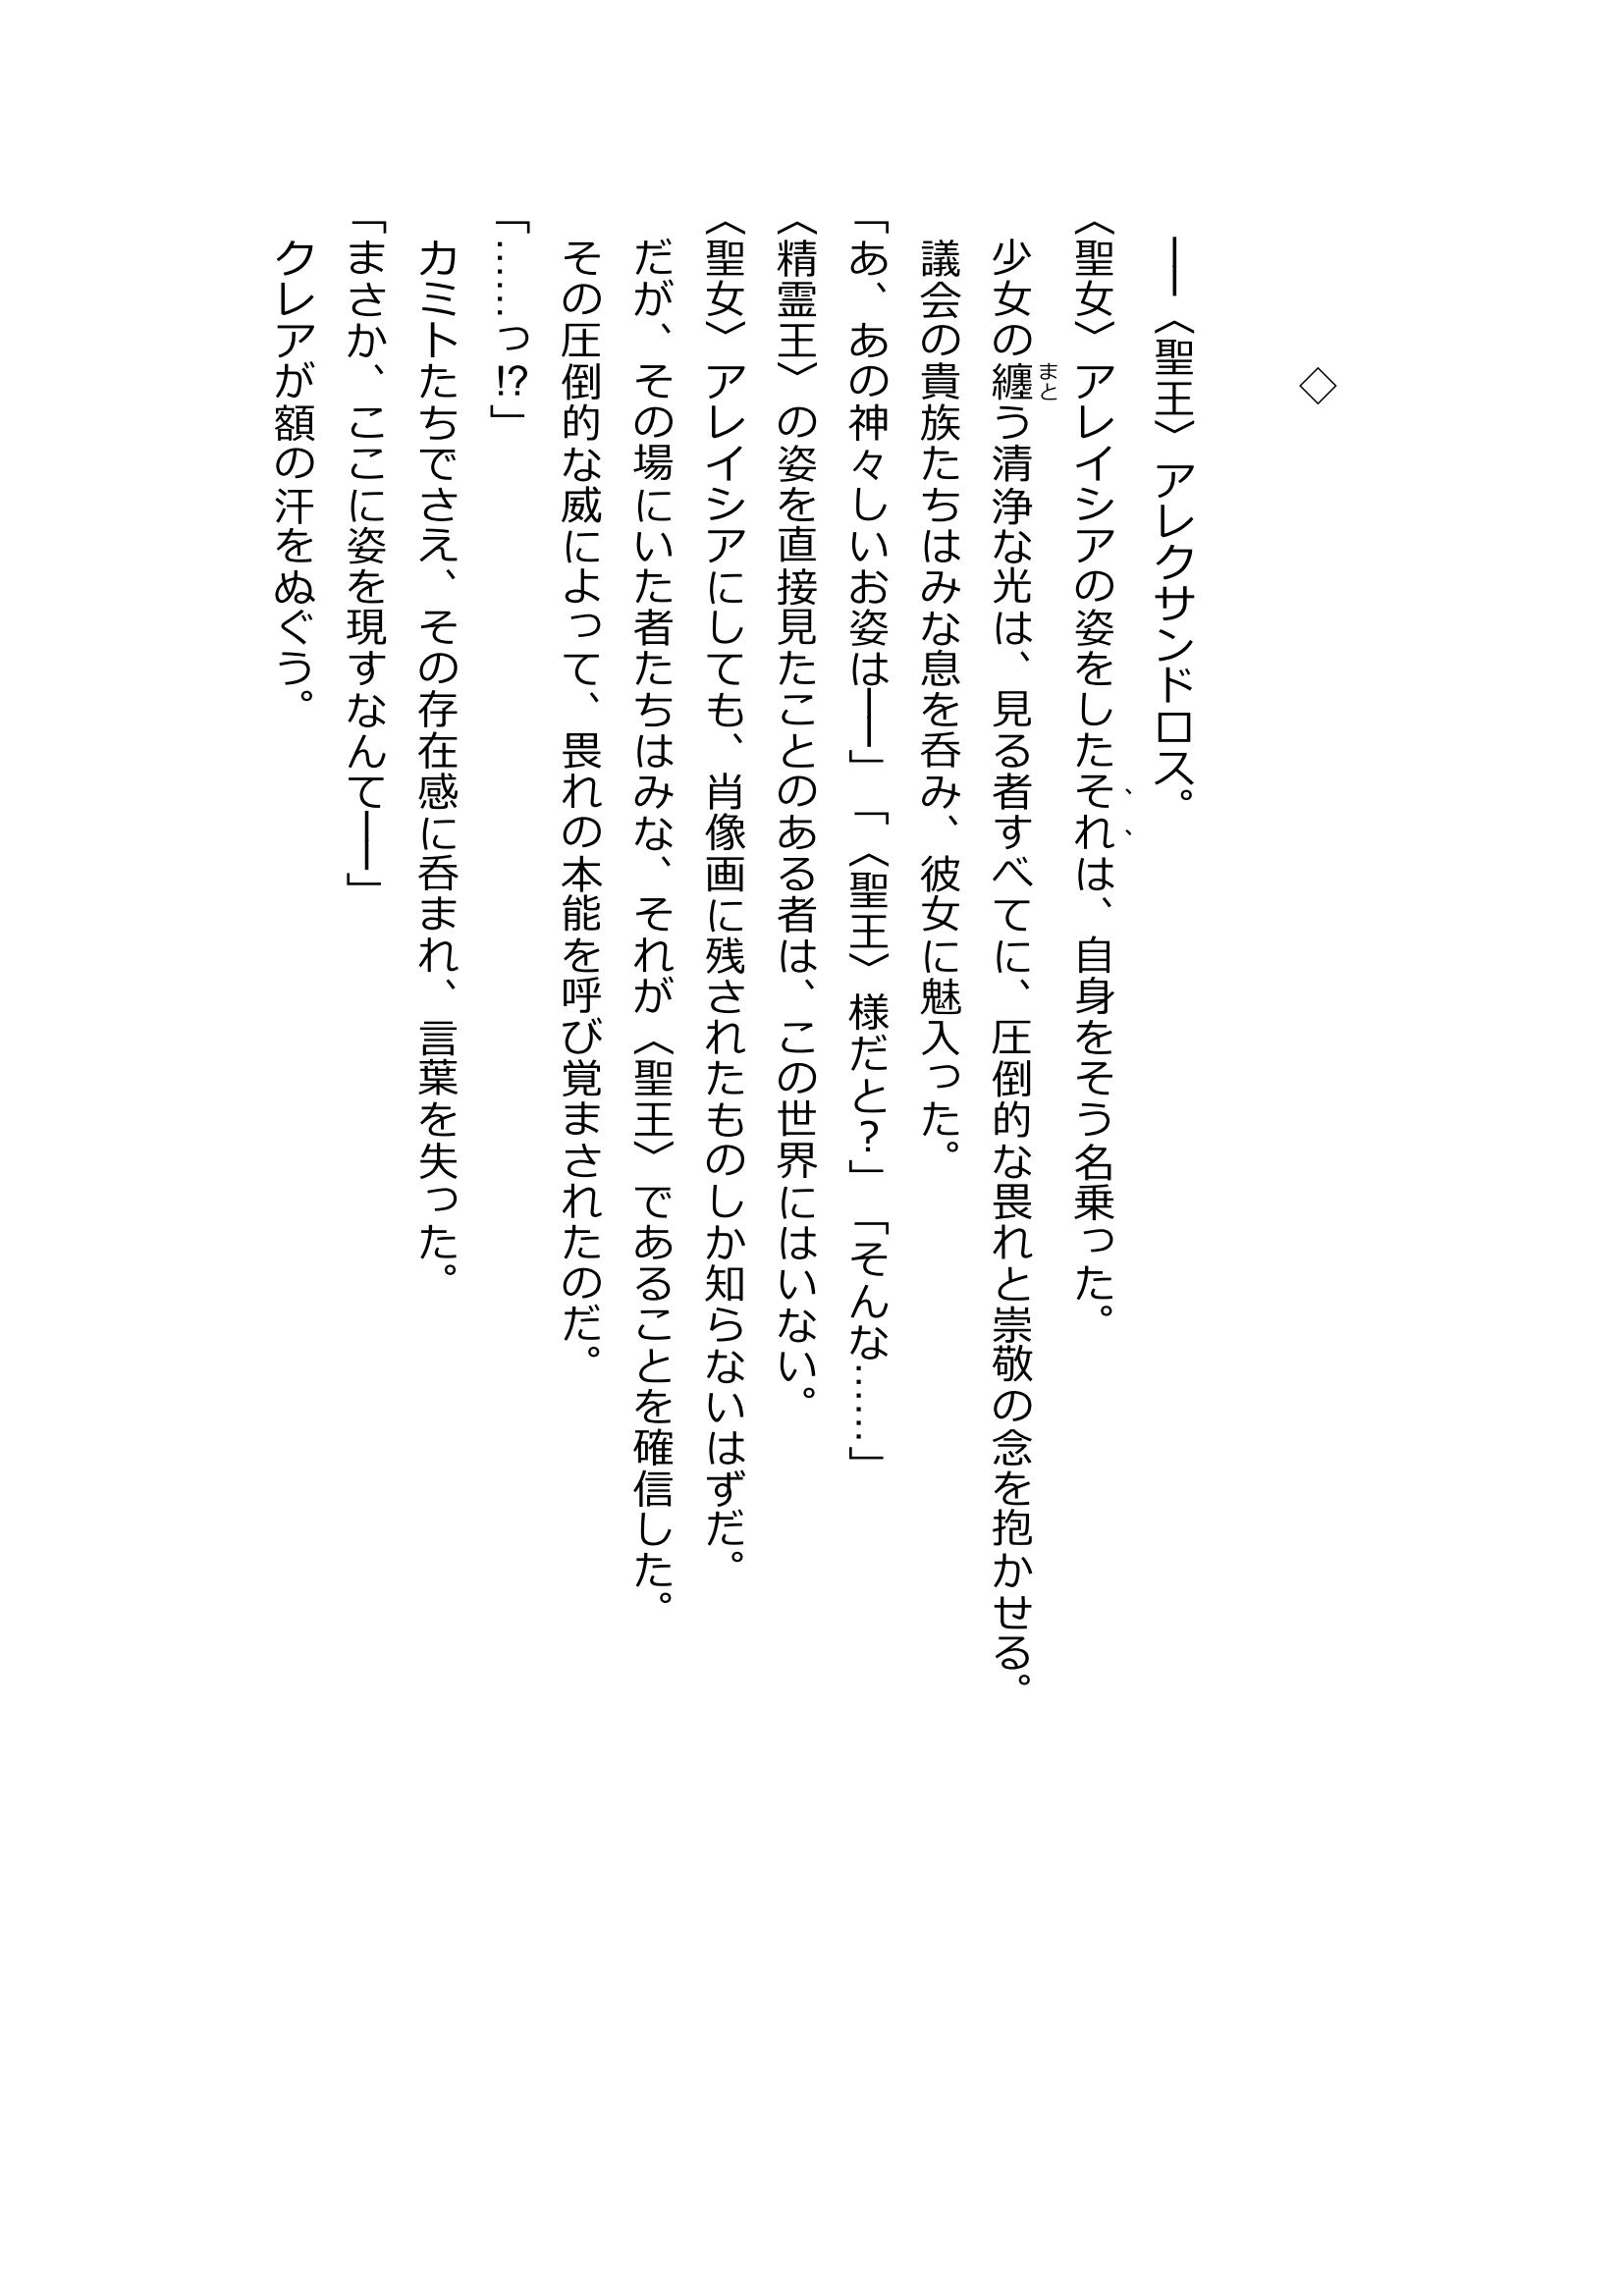 ◇
――〈聖王〉アレクサンドロス。
〈聖女〉アレイシアの姿をしたそれは、自身をそう名乗った。
少女の纏う清浄な光は、見る者すべてに、圧倒的な畏れと崇敬の念を抱かせる。
議会の貴族たちはみな息を呑み、彼女に魅入った。
「あ、あの神々しいお姿は――」「〈聖王〉様だと？」「そんな……」
〈精霊王〉の姿を直接見たことのある者は、この世界にはいない。
〈聖女〉アレイシアにしても、肖像画に残されたものしか知らないはずだ。
だが、その場にいた者たちはみな、それが〈聖王〉であることを確信した。
その圧倒的な威によって、畏れの本能を呼び覚まされたのだ。
「……っ⁉」
カミトたちでさえ、その存在感に呑まれ、言葉を失った。
「まさか、ここに姿を現すなんて――」
クレアが額の汗をぬぐう。